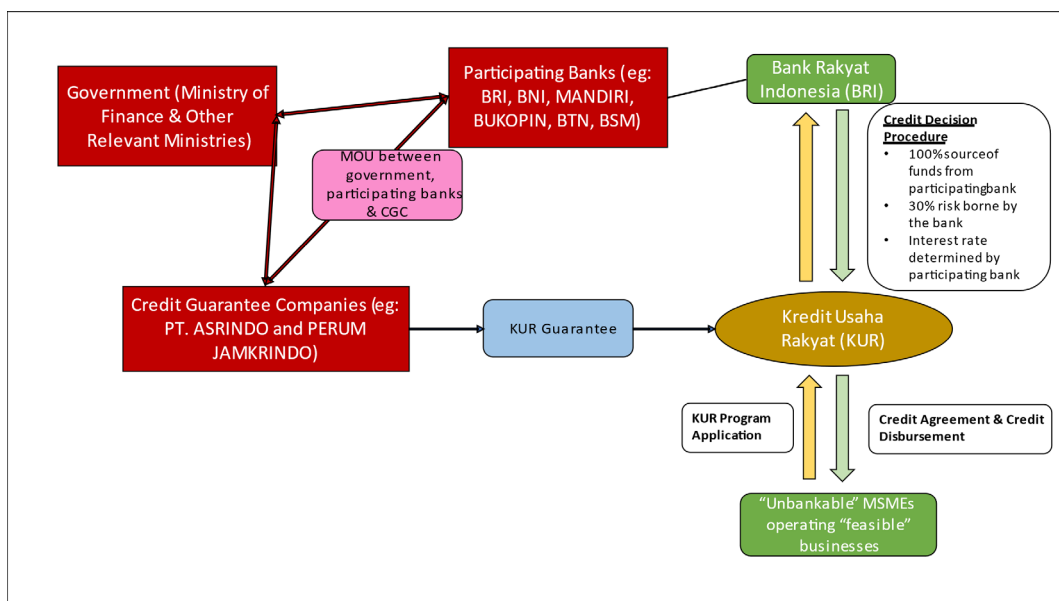 Government (Ministry of
Finance & Other
Relevant Ministries)
Participating Banks (eg:
BRI, BNI, MANDIRI,
BUKOPIN, BTN, BSM)
Bank Rakyat
Indonesia (BRI)
Credit Decision
Procedure
• 100%sourceof
funds from
participatingbank
• 30% risk borne by
the bank
• Interest rate
determined by
participating bank
MOU between
government,
participating banks
& CGC
Credit Guarantee Companies (eg:
PT. ASRINDO and PERUM
JAMKRINDO)
KUR Guarantee
Kredit Usaha
Rakyat (KUR)
KUR Program
Application
Credit Agreement & Credit
Disbursement
“Unbankable” MSMEs
operating “feasible”
businesses